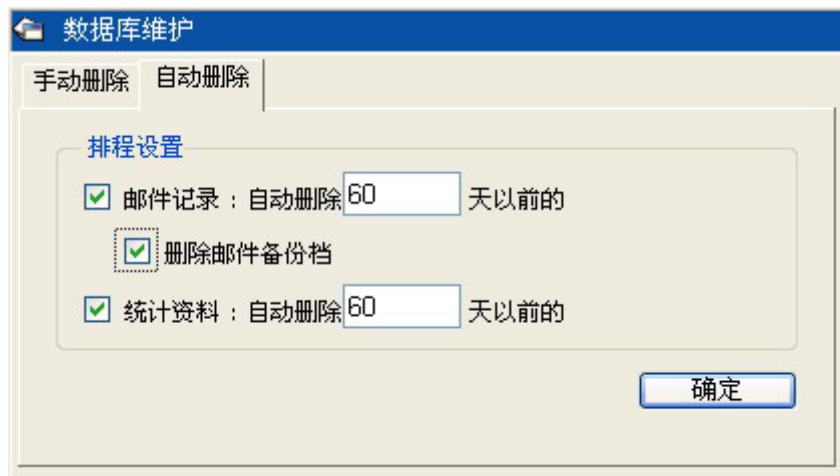 数据库维护
手动删除 自动删除
排程设置
邮件记录：自动删除 60 天以前的
删除邮件备份档
统计资料：自动删除 60 天以前的
确定